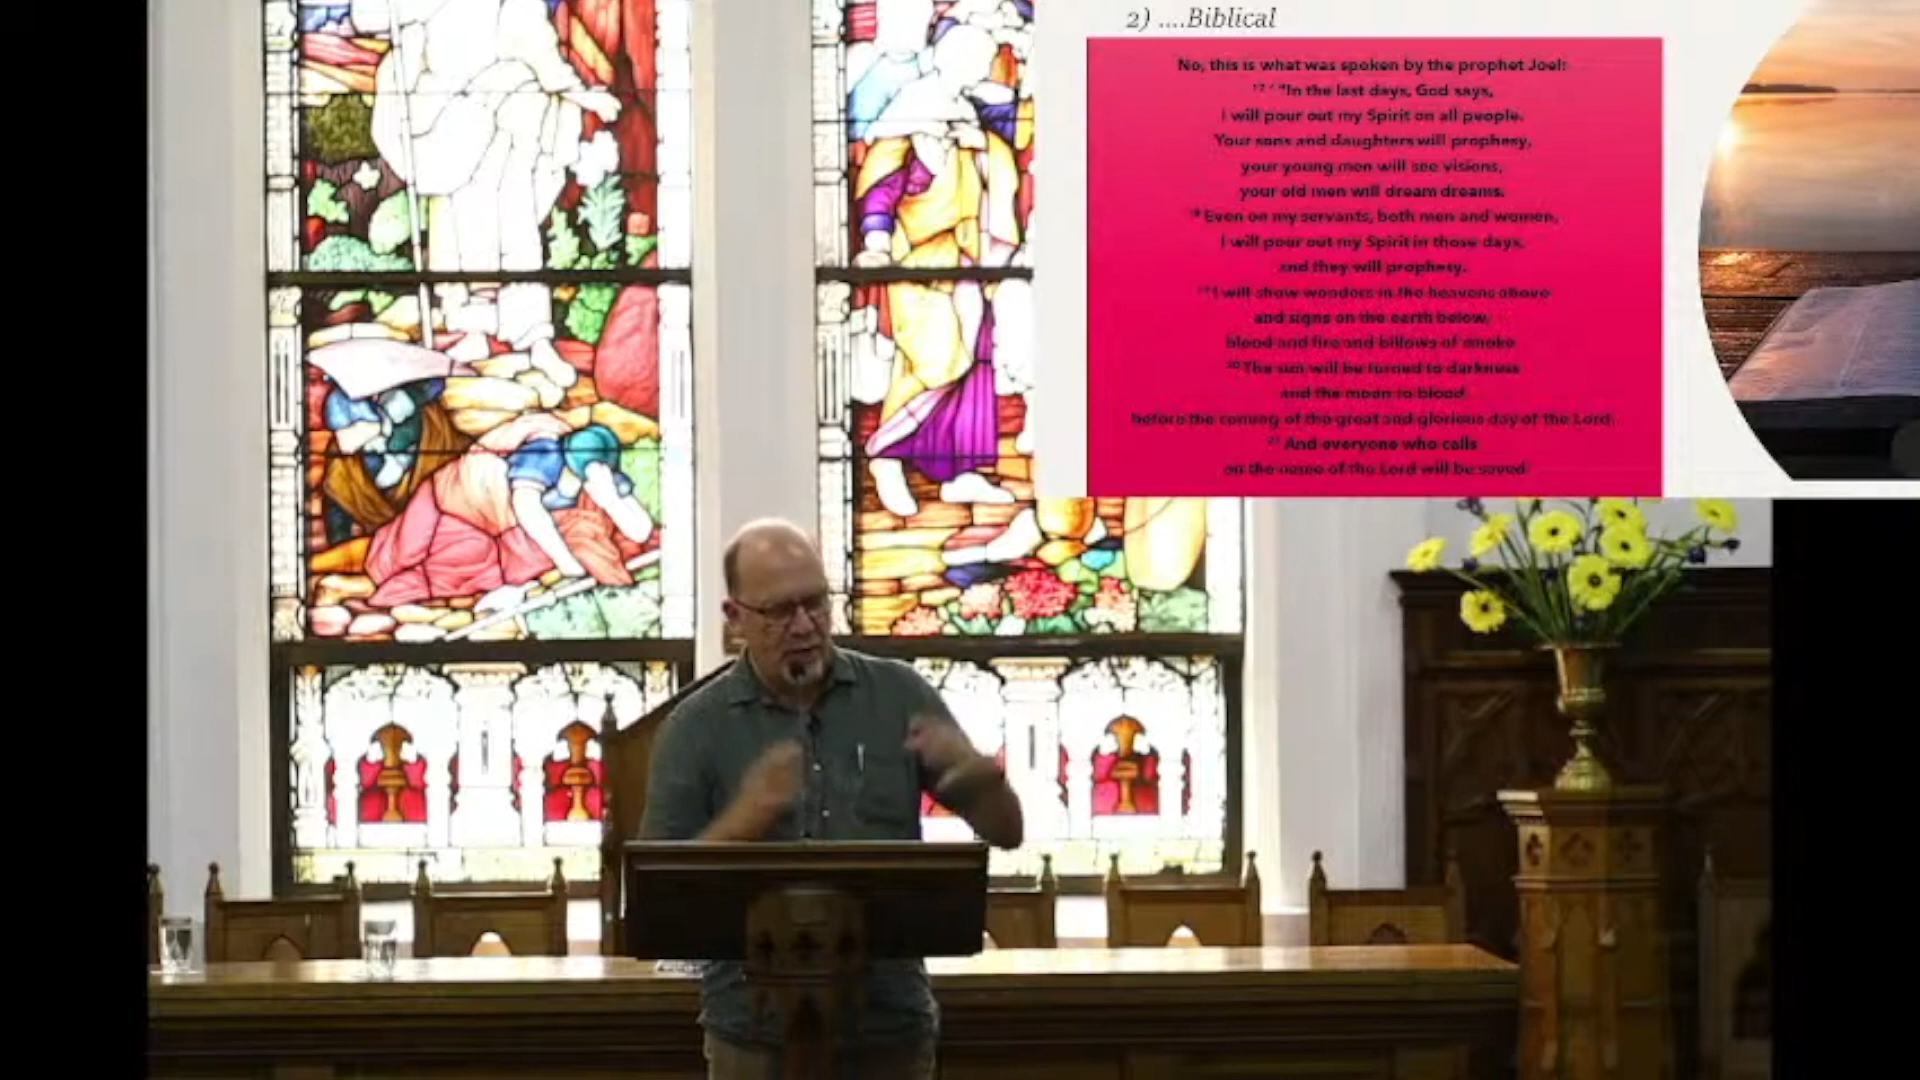 2) ....Biblical
No, this is what was spoken by the prophet Joel:
17 ‘ “In the last days, God says,
I will pour out my Spirit on all people.
Your sons and daughters will prophesy,
your young men will see visions,
your old men will dream dreams.
18 Even on my servants, both men and women,
I will pour out my Spirit in those days,
and they will prophesy.
19 I will show wonders in the heavens above
and signs on the earth below,
blood and fire and billows of smoke
20 The sun will be turned to darkness
and the moon to blood
before the coming of the great and glorious day of the Lord.
21 And everyone who calls
on the name of the Lord will be saved